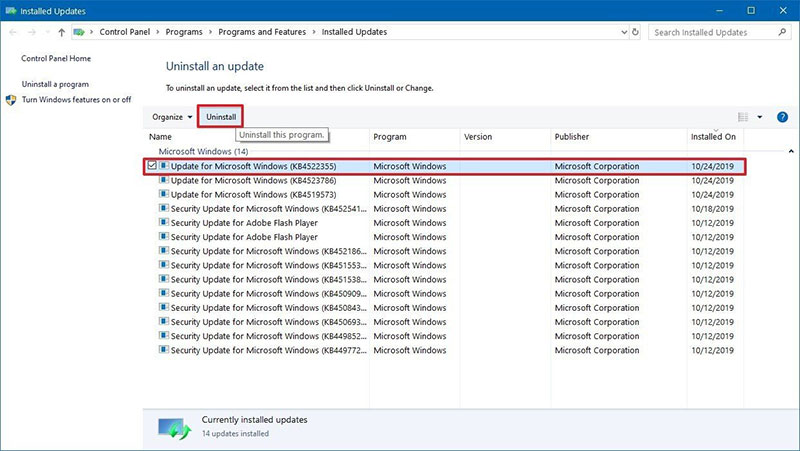 Installed Updates
Control Panel > Programs > Programs and Features > Installed Updates
Search Installed Updates
Control Panel Home
Uninstall a program
Turn Windows features on or off
Uninstall an update
To uninstall an update, select it from the list and then click Uninstall or Change.
Organize Uninstall
Uninstall this program.
Name Program Version Publisher Installed On
Microsoft Windows (14)
Update for Microsoft Windows (KB4522355) Microsoft Windows Microsoft Corporation 10/24/2019
Update for Microsoft Windows (KB4523786) Microsoft Windows Microsoft Corporation 10/24/2019
Update for Microsoft Windows (KB4519573) Microsoft Windows Microsoft Corporation 10/24/2019
Security Update for Microsoft Windows (KB452541... Microsoft Windows Microsoft Corporation 10/18/2019
Security Update for Adobe Flash Player Microsoft Windows Microsoft Corporation 10/12/2019
Security Update for Adobe Flash Player Microsoft Windows Microsoft Corporation 10/12/2019
Security Update for Microsoft Windows (KB452186... Microsoft Windows Microsoft Corporation 10/12/2019
Security Update for Microsoft Windows (KB451553... Microsoft Windows Microsoft Corporation 10/12/2019
Security Update for Microsoft Windows (KB451538... Microsoft Windows Microsoft Corporation 10/12/2019
Security Update for Microsoft Windows (KB450909... Microsoft Windows Microsoft Corporation 10/12/2019
Security Update for Microsoft Windows (KB450843... Microsoft Windows Microsoft Corporation 10/12/2019
Security Update for Microsoft Windows (KB450693... Microsoft Windows Microsoft Corporation 10/12/2019
Security Update for Microsoft Windows (KB449852... Microsoft Windows Microsoft Corporation 10/12/2019
Security Update for Microsoft Windows (KB449772... Microsoft Windows Microsoft Corporation 10/12/2019
Currently installed updates
14 updates installed